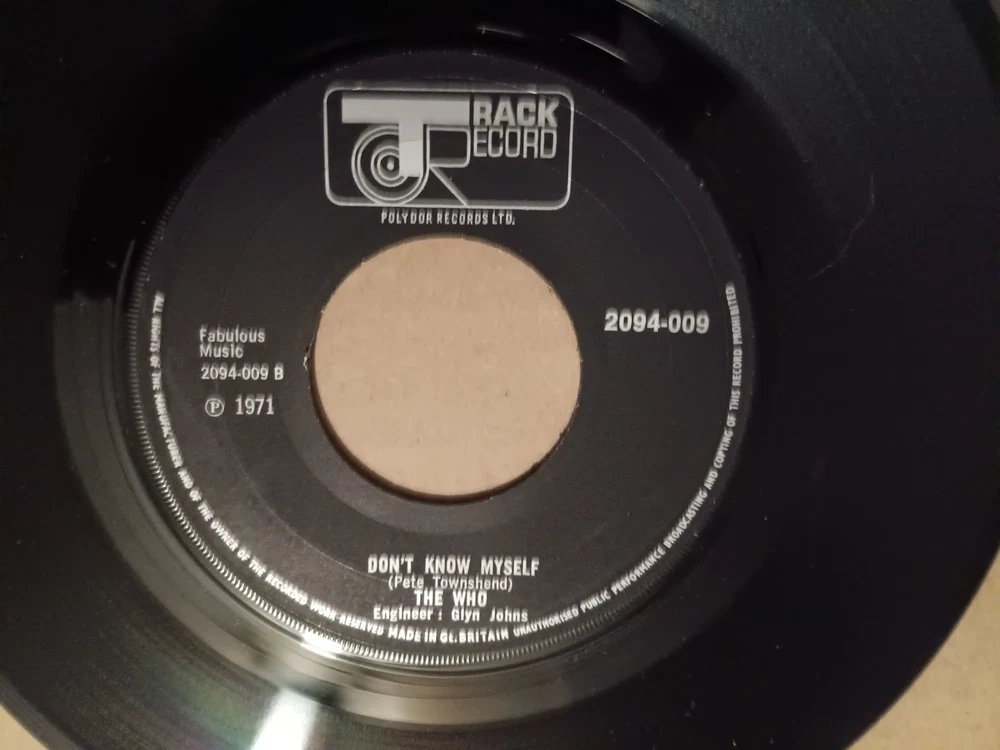 TRACK
RECORD
POLYDOR RECORDS LTD.
Fabulous
Music
2094-009 B
℗ 1971
2094-009
DON'T KNOW MYSELF
(Pete Townshend)
THE WHO
Engineer : Glyn Johns
ALL RIGHTS OF THE MANUFACTURER AND OF THE OWNER OF THE RECORDED WORK RESERVED MADE IN GT. BRITAIN UNAUTHORISED PUBLIC PERFORMANCE BROADCASTING AND COPYING OF THIS RECORD PROHIBITED